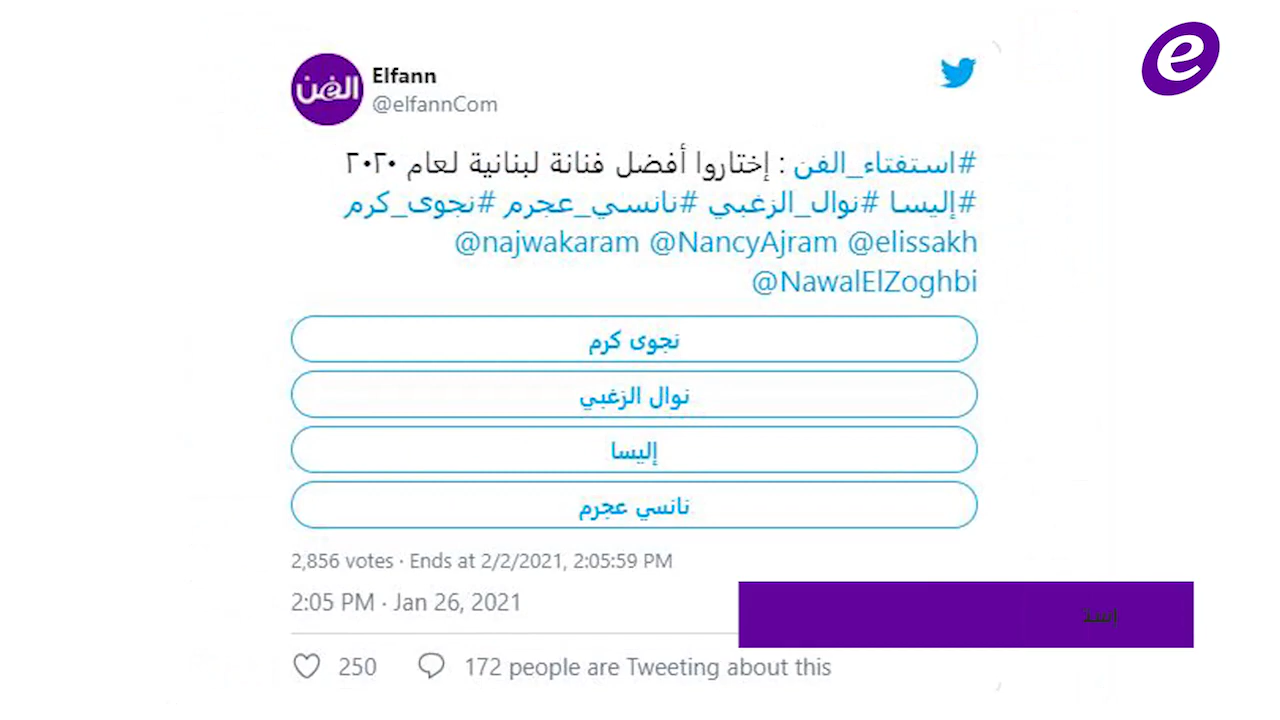 الفن
Elfann
@elfannCom
e
#استفتاء_الفن : إختاروا أفضل فنانة لبنانية لعام ٢٠٢٠
#إليسا #نوال_الزغبي #نانسي_عجرم #نجوى_كرم
@najwakaram @NancyAjram @elissakh
@NawalElZoghbi
نجوى كرم
نوال الزغبي
إليسا
نانسي عجرم
2,856 votes · Ends at 2/2/2021, 2:05:59 PM
2:05 PM · Jan 26, 2021
250
172 people are Tweeting about this